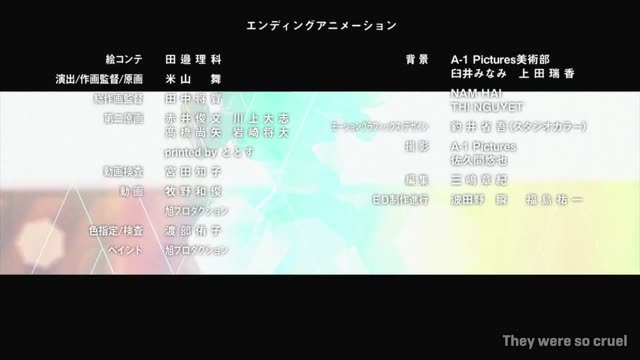 エンディングアニメーション
絵コンテ 田邉理科
演出/作画監督/原画 米山 舞
総作画監督 田中将賀
第二原画 赤井俊文 川上大志
高橋尚矢 岩崎将大
printed by ととす
動画検査 宮田知子
動画 牧野和俊
旭プロダクション
色指定/検査 渡部侑子
ペイント 旭プロダクション
背景 A-1 Pictures美術部
臼井みなみ 上田瑞香
NAM HAI
THI NGUYET
モーショングラフィックスデザイン 釣井省吾(スタジオカラー)
撮影 A-1 Pictures
佐久間悠也
編集 三嶋章紀
ED制作進行 波田野 福島祐一
They were so cruel